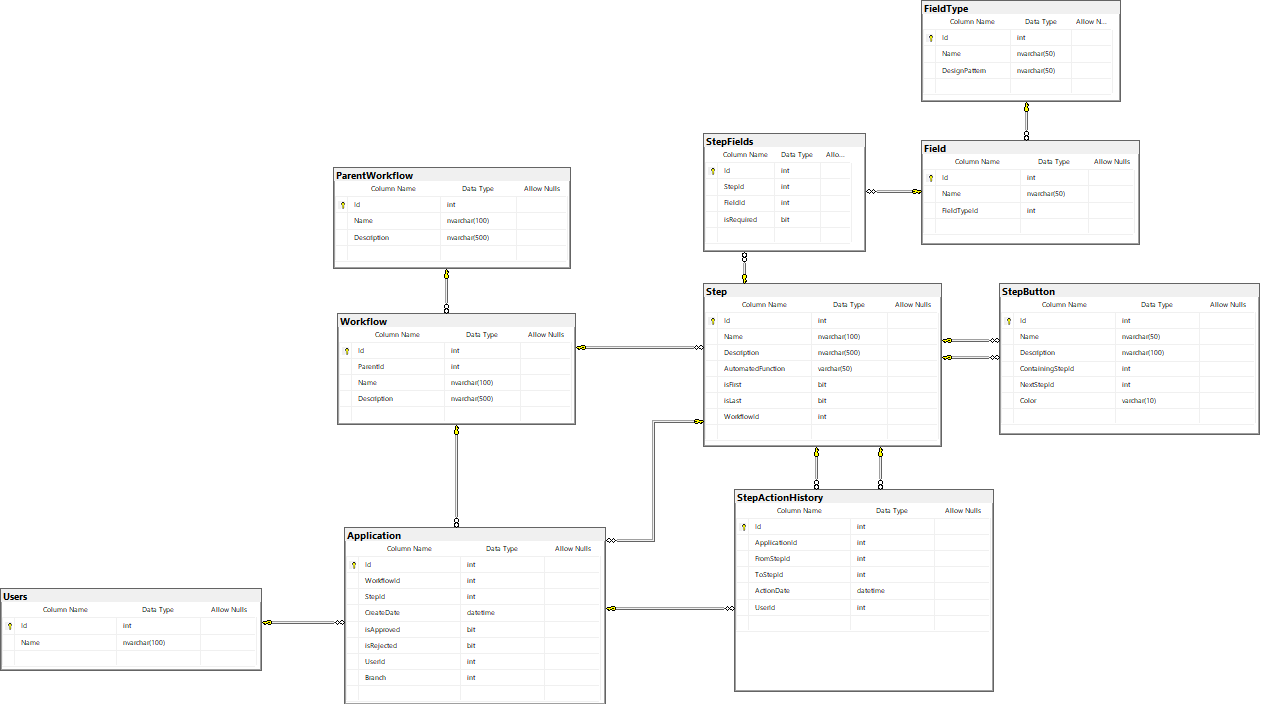 FieldType
Column Name Data Type Allow N...
Id int
Name nvarchar(50)
DesignPattern nvarchar(50)
StepFields
Column Name Data Type Allo...
Id int
StepId int
FieldId int
isRequired bit
Field
Column Name Data Type Allow Nulls
Id int
Name nvarchar(50)
FieldTypeId int
ParentWorkflow
Column Name Data Type Allow Nulls
Id int
Name nvarchar(100)
Description nvarchar(500)
Workflow
Column Name Data Type Allow Nulls
Id int
ParentId int
Name nvarchar(100)
Description nvarchar(500)
Step
Column Name Data Type Allow Nulls
Id int
Name nvarchar(100)
Description nvarchar(500)
AutomatedFunction varchar(50)
isFirst bit
isLast bit
WorkflowId int
StepButton
Column Name Data Type Allow Nulls
Id int
Name nvarchar(50)
Description nvarchar(100)
ContainingStepId int
NextStepId int
Color varchar(10)
StepActionHistory
Column Name Data Type Allow Nulls
Id int
ApplicationId int
FromStepId int
ToStepId int
ActionDate datetime
UserId int
Application
Column Name Data Type Allow Nulls
Id int
WorkflowId int
StepId int
CreateDate datetime
isApproved bit
isRejected bit
UserId int
Branch int
Users
Column Name Data Type Allow Nulls
Id int
Name nvarchar(100)